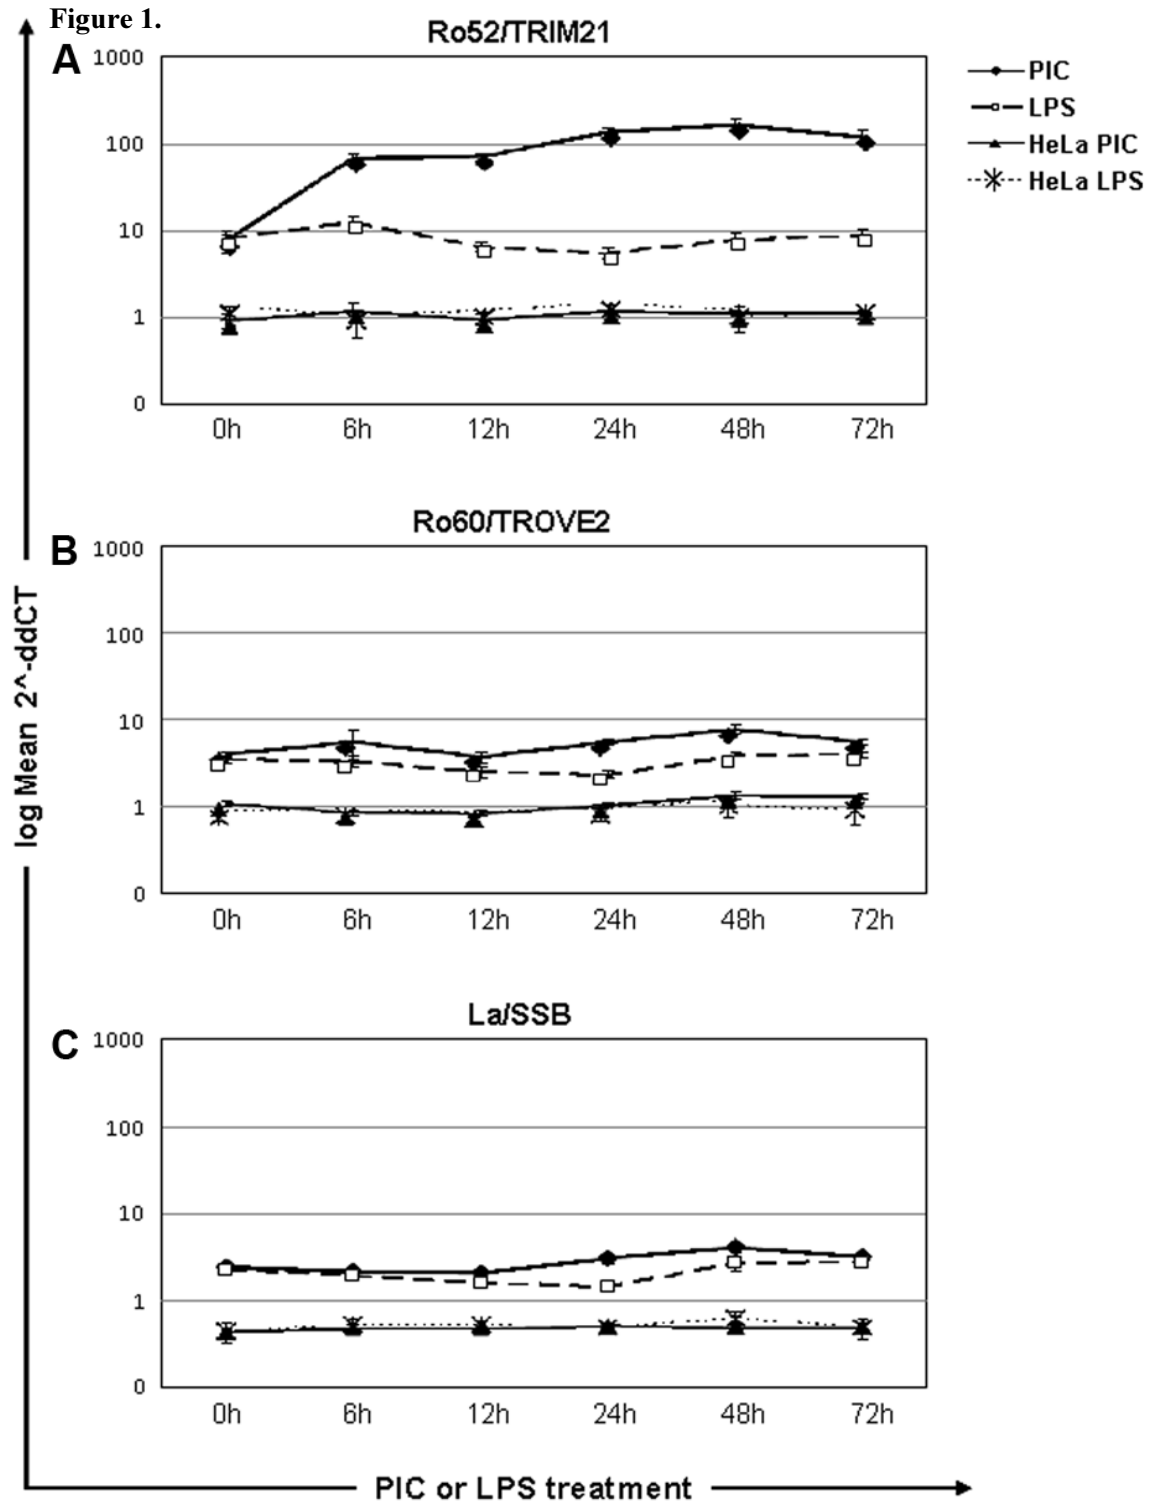 Figure 1.
Ro52/TRIM21
A
1000
100
10
1
0
0h 6h 12h 24h 48h 72h
PIC
LPS
HeLa PIC
HeLa LPS
Ro60/TROVE2
B
1000
100
10
1
0
0h 6h 12h 24h 48h 72h
log Mean 2^-ddCT
La/SSB
C
1000
100
10
1
0
0h 6h 12h 24h 48h 72h
PIC or LPS treatment